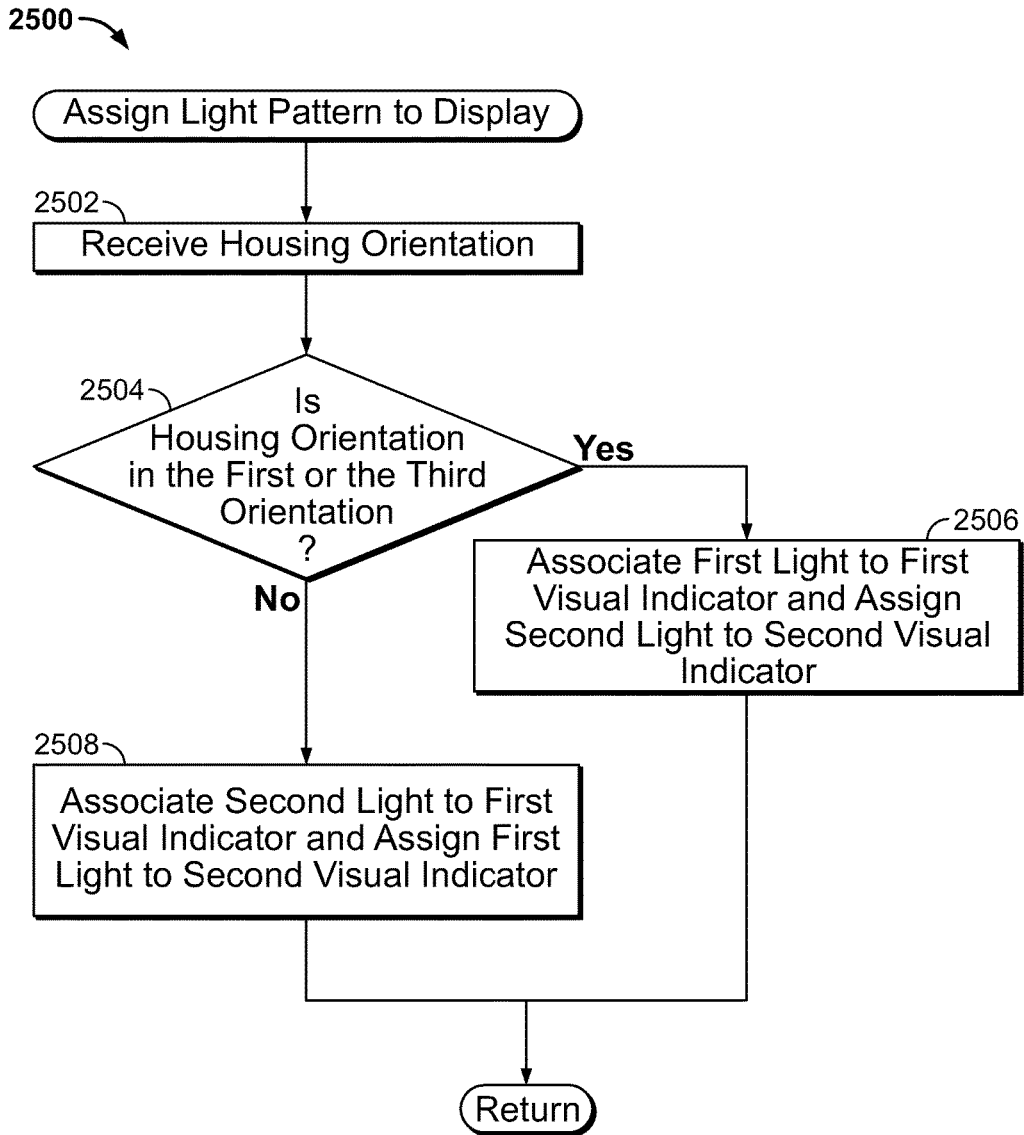 2500
Assign Light Pattern to Display
2502
Receive Housing Orientation
2504
Is
Housing Orientation
in the First or the Third
Orientation
?
Yes
No
2506
Associate First Light to First
Visual Indicator and Assign
Second Light to Second Visual
Indicator
2508
Associate Second Light to First
Visual Indicator and Assign First
Light to Second Visual Indicator
Return